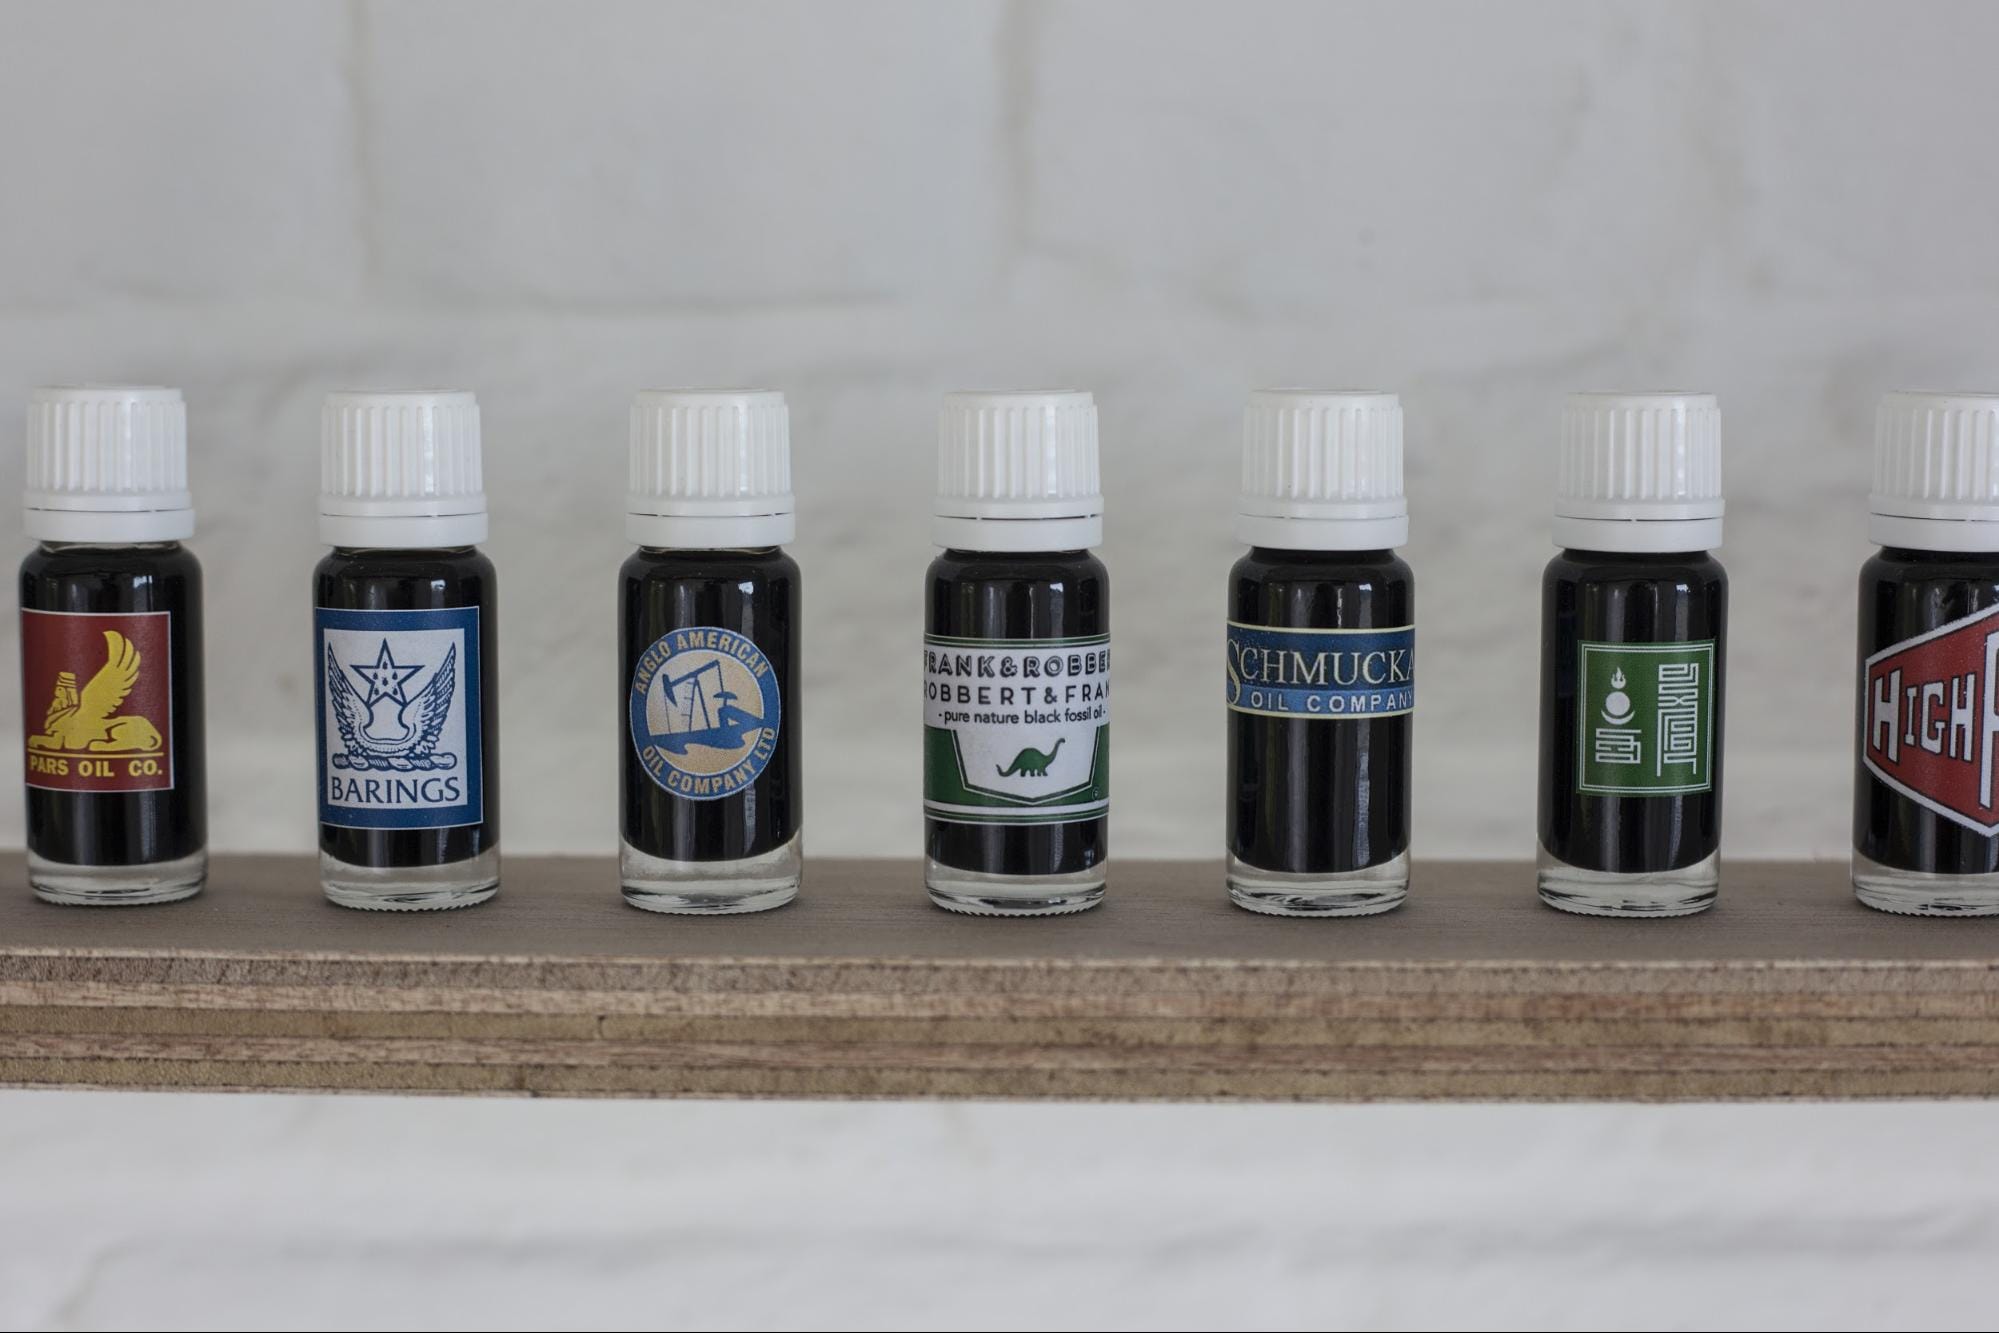 PARS OIL CO.
BARINGS
ANGLO AMERICAN
OIL COMPANY LTD
FRANK & ROBBE
ROBBERT & FRAN
- pure nature black fossil oil -
SCHMUCKA
OIL COMPANY
HIGH